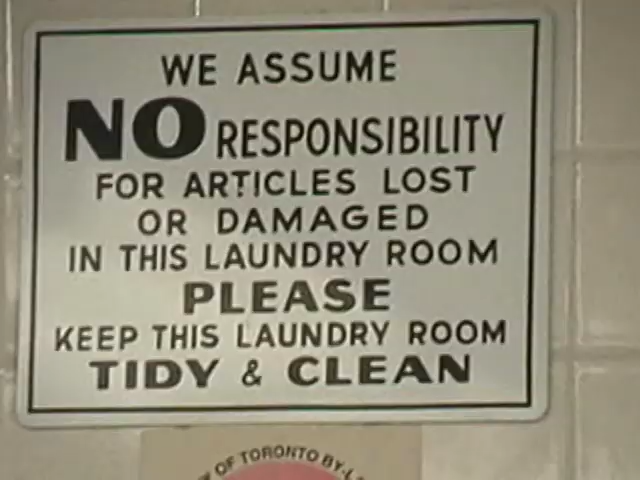 WE ASSUME
NO RESPONSIBILITY
FOR ARTICLES LOST
OR DAMAGED
IN THIS LAUNDRY ROOM
PLEASE
KEEP THIS LAUNDRY ROOM
TIDY & CLEAN
OF TORONTO